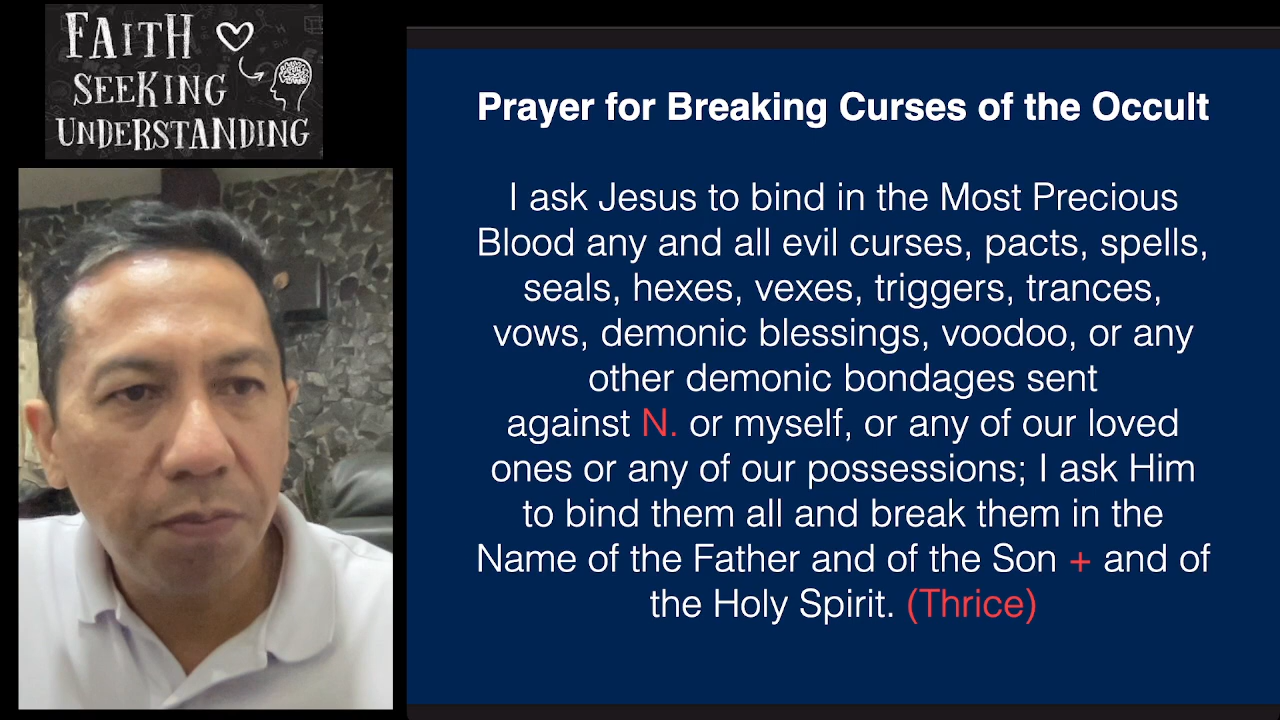 FAITH
SEEKING
UNDERSTANDING
Prayer for Breaking Curses of the Occult
I ask Jesus to bind in the Most Precious
Blood any and all evil curses, pacts, spells,
seals, hexes, vexes, triggers, trances,
vows, demonic blessings, voodoo, or any
other demonic bondages sent
against N. or myself, or any of our loved
ones or any of our possessions; I ask Him
to bind them all and break them in the
Name of the Father and of the Son + and of
the Holy Spirit. (Thrice)